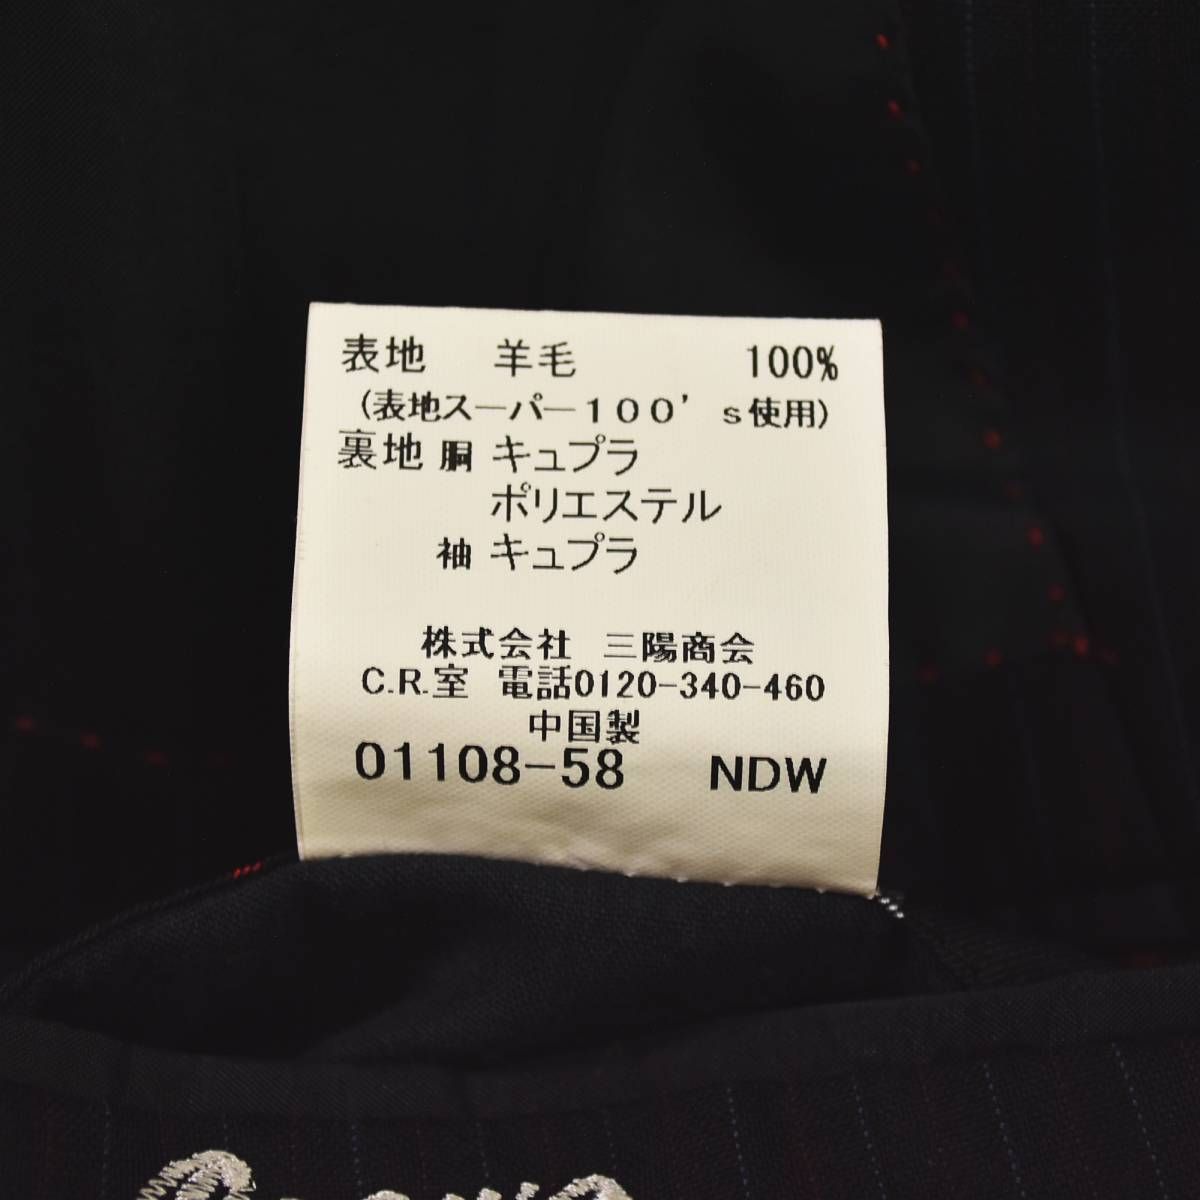 表地 羊毛 100%
(表地スーパー100's使用)
裏地 胴 キュプラ
ポリエステル
袖 キュプラ
株式会社 三陽商会
C.R.室 電話0120-340-460
中国製
01108-58 NDW